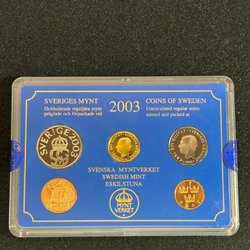 SVERIGES MYNT
Ocirkulerade reguljära mynt
präglade och förpackade vid
2003
COINS OF SWEDEN
Uncirculated regular coins
minted and packed at
SVERIGE 2003
SVENSKA MYNTVERKET
SWEDISH MINT
ESKILSTUNA
MYNT
VERKET